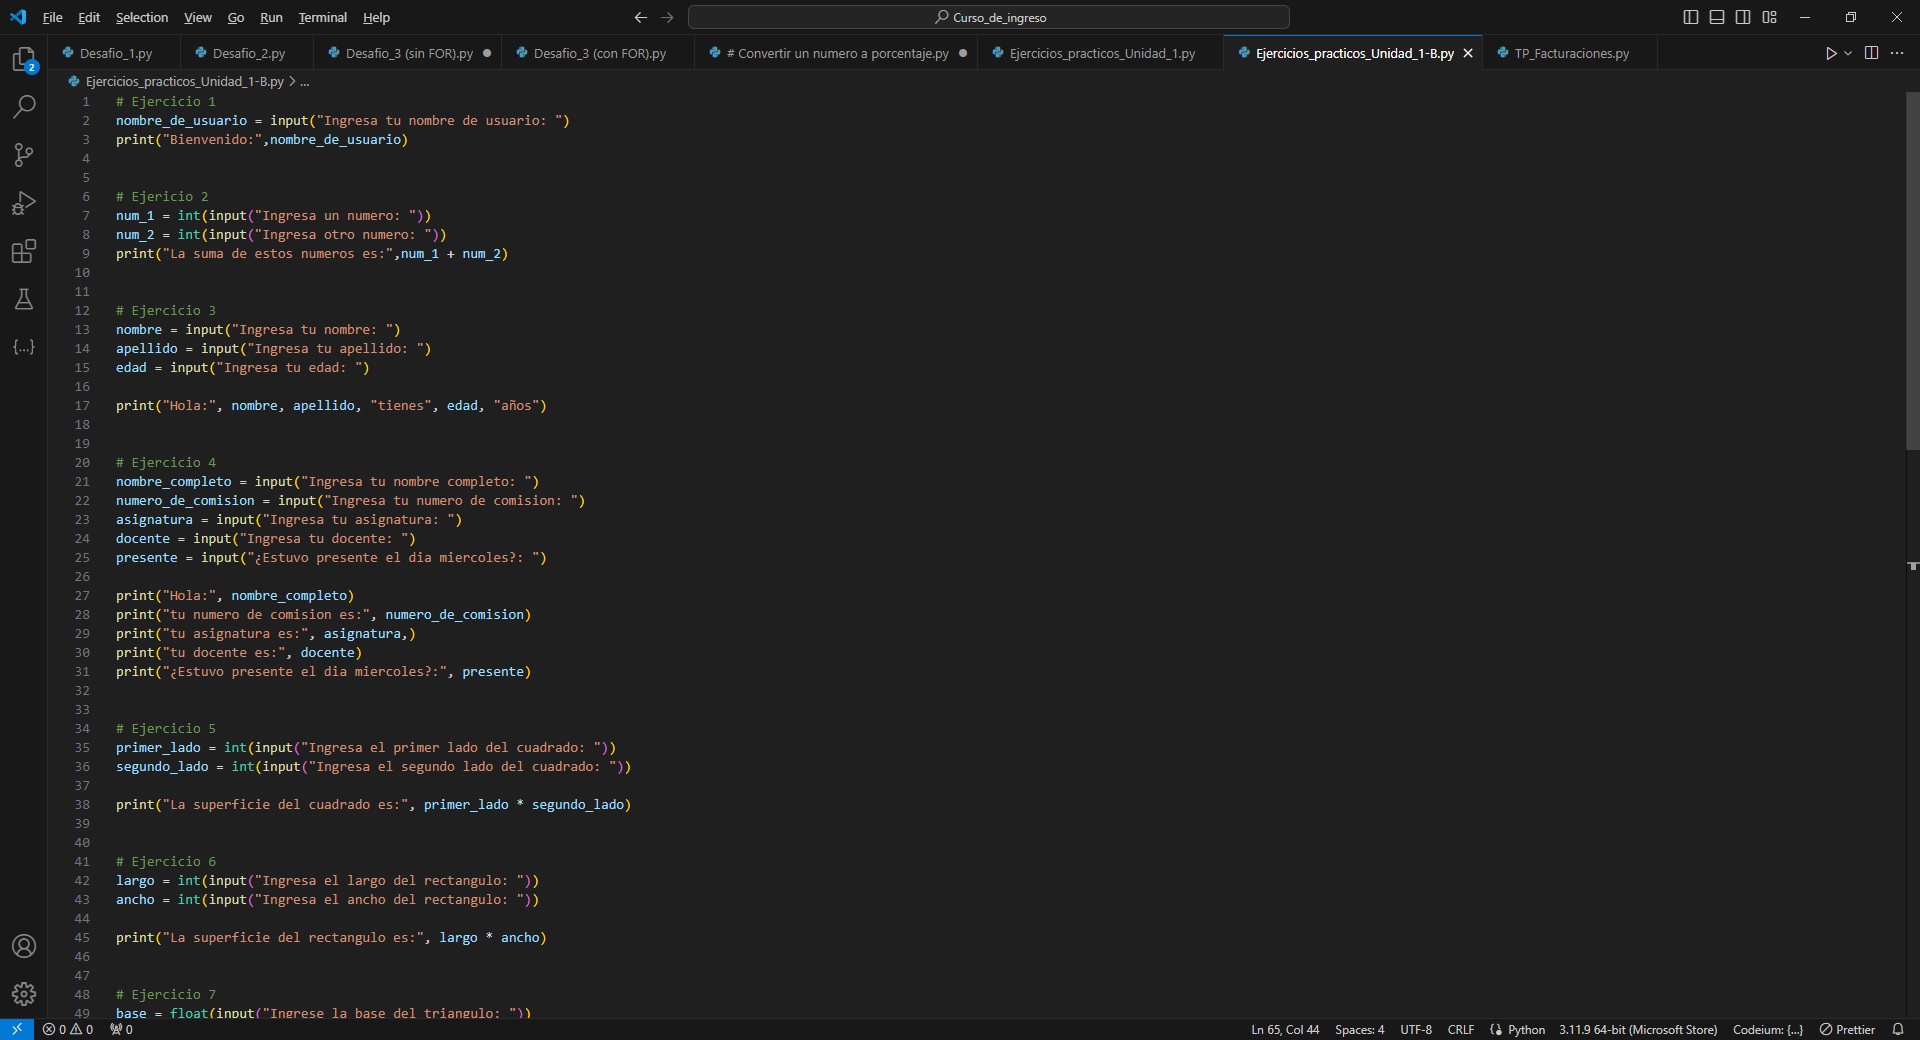 File Edit Selection View Go Run Terminal Help
Curso_de_ingreso
Desafio_1.py
Desafio_2.py
Desafio_3 (sin FOR).py
Desafio_3 (con FOR).py
# Convertir un numero a porcentaje.py
Ejercicios_practicos_Unidad_1.py
Ejercicios_practicos_Unidad_1-B.py
TP_Facturaciones.py
Ejercicios_practicos_Unidad_1-B.py > ...
2
1 # Ejercicio 1
2 nombre_de_usuario = input("Ingresa tu nombre de usuario: ")
3 print("Bienvenido:",nombre_de_usuario)
4
5
6 # Ejericio 2
7 num_1 = int(input("Ingresa un numero: "))
8 num_2 = int(input("Ingresa otro numero: "))
9 print("La suma de estos numeros es:",num_1 + num_2)
10
11
12 # Ejercicio 3
13 nombre = input("Ingresa tu nombre: ")
14 apellido = input("Ingresa tu apellido: ")
15 edad = input("Ingresa tu edad: ")
16
17 print("Hola:", nombre, apellido, "tienes", edad, "años")
18
19
20 # Ejercicio 4
21 nombre_completo = input("Ingresa tu nombre completo: ")
22 numero_de_comision = input("Ingresa tu numero de comision: ")
23 asignatura = input("Ingresa tu asignatura: ")
24 docente = input("Ingresa tu docente: ")
25 presente = input("¿Estuvo presente el dia miercoles?: ")
26
27 print("Hola:", nombre_completo)
28 print("tu numero de comision es:", numero_de_comision)
29 print("tu asignatura es:", asignatura,)
30 print("tu docente es:", docente)
31 print("¿Estuvo presente el dia miercoles?:", presente)
32
33
34 # Ejercicio 5
35 primer_lado = int(input("Ingresa el primer lado del cuadrado: "))
36 segundo_lado = int(input("Ingresa el segundo lado del cuadrado: "))
37
38 print("La superficie del cuadrado es:", primer_lado * segundo_lado)
39
40
41 # Ejercicio 6
42 largo = int(input("Ingresa el largo del rectangulo: "))
43 ancho = int(input("Ingresa el ancho del rectangulo: "))
44
45 print("La superficie del rectangulo es:", largo * ancho)
46
47
48 # Ejercicio 7
49 base = float(input("Ingrese la base del triangulo: "))
0 0 0 Ln 65, Col 44 Spaces: 4 UTF-8 CRLF Python 3.11.9 64-bit (Microsoft Store) Codeium: {...} Prettier